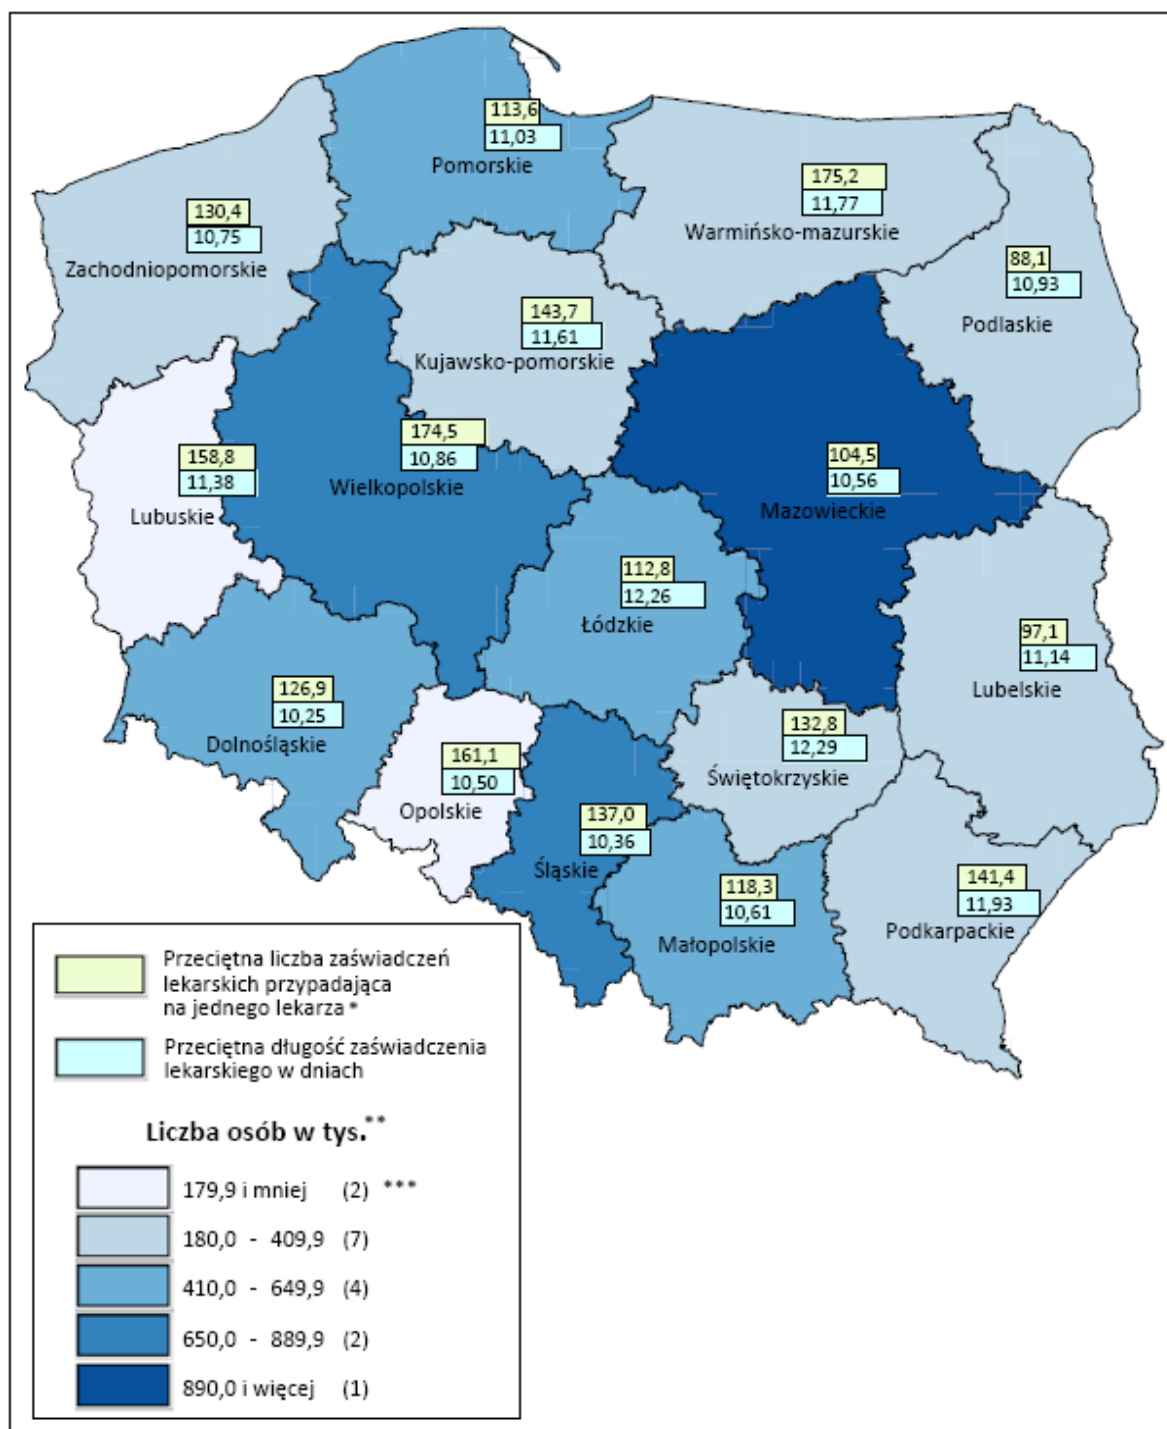 113,6
11,03
Pomorskie
175,2
11,77
Warmińsko-mazurskie
130,4
10,75
Zachodniopomorskie
88,1
10,93
Podlaskie
143,7
11,61
Kujawsko-pomorskie
174,5
10,86
Wielkopolskie
158,8
11,38
Lubuskie
104,5
10,56
Mazowieckie
112,8
12,26
Łódzkie
97,1
11,14
Lubelskie
126,9
10,25
Dolnośląskie
132,8
12,29
Świętokrzyskie
161,1
10,50
Opolskie
137,0
10,36
Śląskie
118,3
10,61
Małopolskie
141,4
11,93
Podkarpackie
Przeciętna liczba zaświadczeń
lekarskich przypadająca
na jednego lekarza *
Przeciętna długość zaświadczenia
lekarskiego w dniach
Liczba osób w tys.**
179,9 i mniej (2) ***
180,0 - 409,9 (7)
410,0 - 649,9 (4)
650,0 - 889,9 (2)
890,0 i więcej (1)